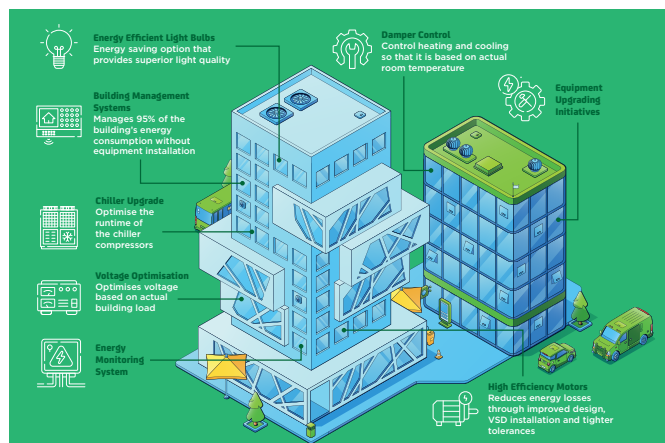 Energy Efficient Light Bulbs
Energy saving option that
provides superior light quality
Building Management
Systems
Manages 95% of the
building's energy
consumption without
equipment installation
Chiller Upgrade
Optimise the
runtime of
the chiller
compressors
Voltage Optimisation
Optimises voltage
based on actual
building load
Energy
Monitoring
System
Damper Control
Control heating and cooling
so that it is based on actual
room temperature
Equipment
Upgrading
Initiatives
High Efficiency Motors
Reduces energy losses
through improved design,
VSD installation and tighter
tolerances